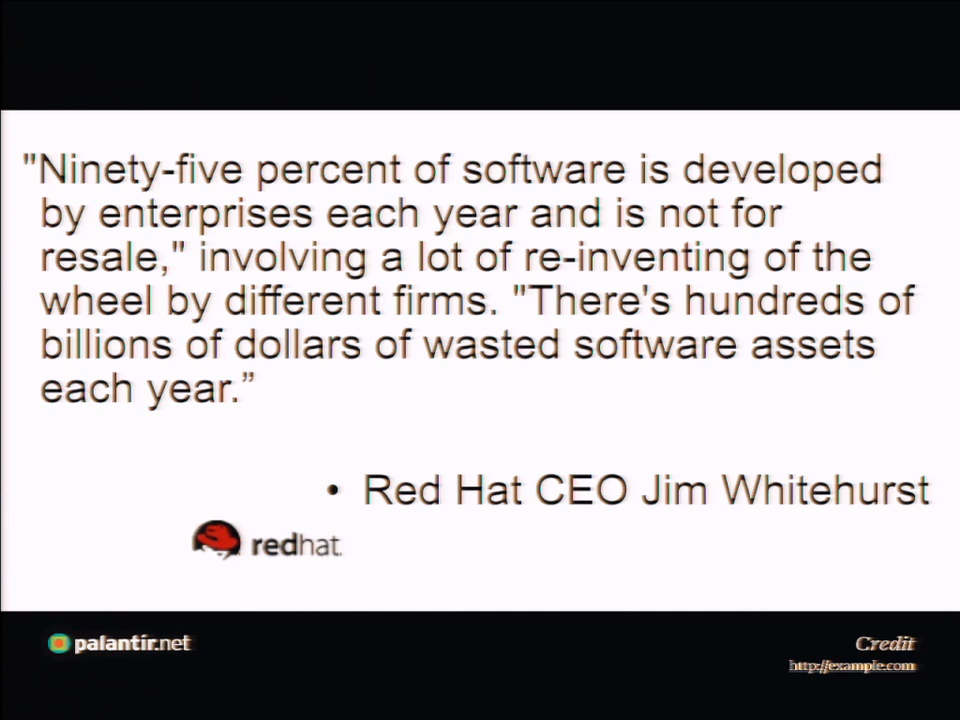 "Ninety-five percent of software is developed
by enterprises each year and is not for
resale," involving a lot of re-inventing of the
wheel by different firms. "There's hundreds of
billions of dollars of wasted software assets
each year.”
• Red Hat CEO Jim Whitehurst
redhat.
palantir.net
Credit
http://example.com